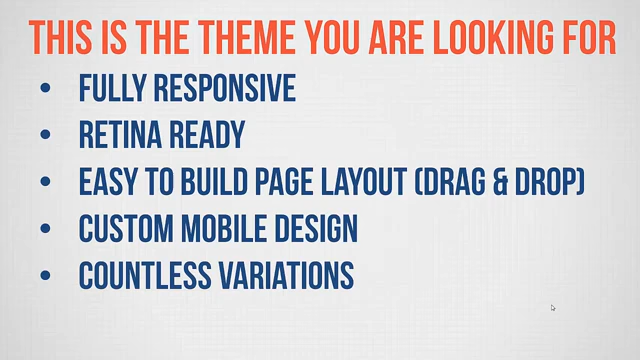 THIS IS THE THEME YOU ARE LOOKING FOR
• FULLY RESPONSIVE
• RETINA READY
• EASY TO BUILD PAGE LAYOUT (DRAG & DROP)
• CUSTOM MOBILE DESIGN
• COUNTLESS VARIATIONS